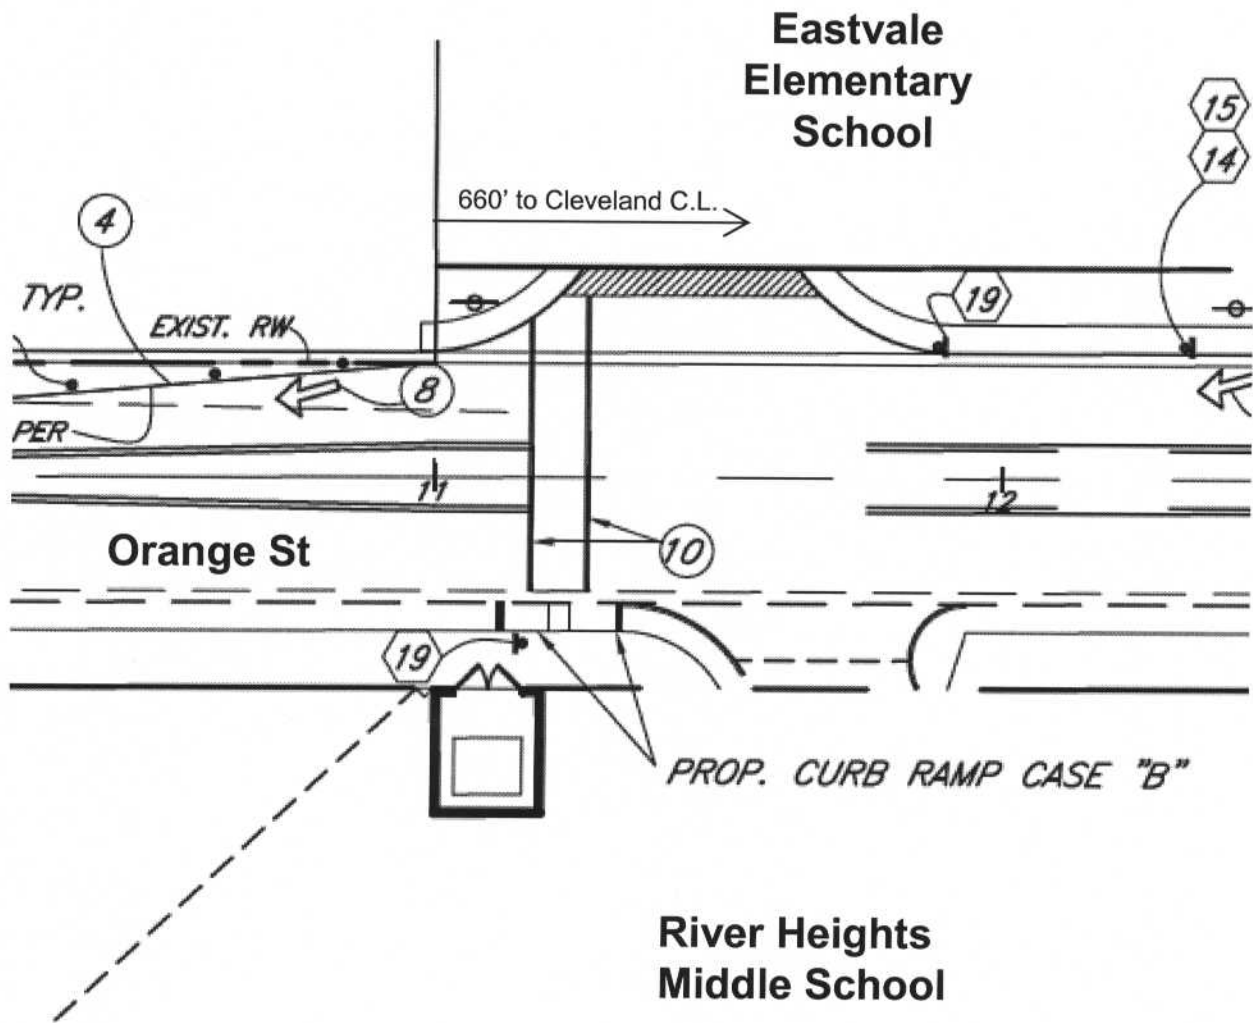 Eastvale
Elementary
School
15
14
660' to Cleveland C.L.
4
TYP.
EXIST. RW
19
8
PER
11
12
Orange St
10
19
PROP. CURB RAMP CASE "B"
River Heights
Middle School